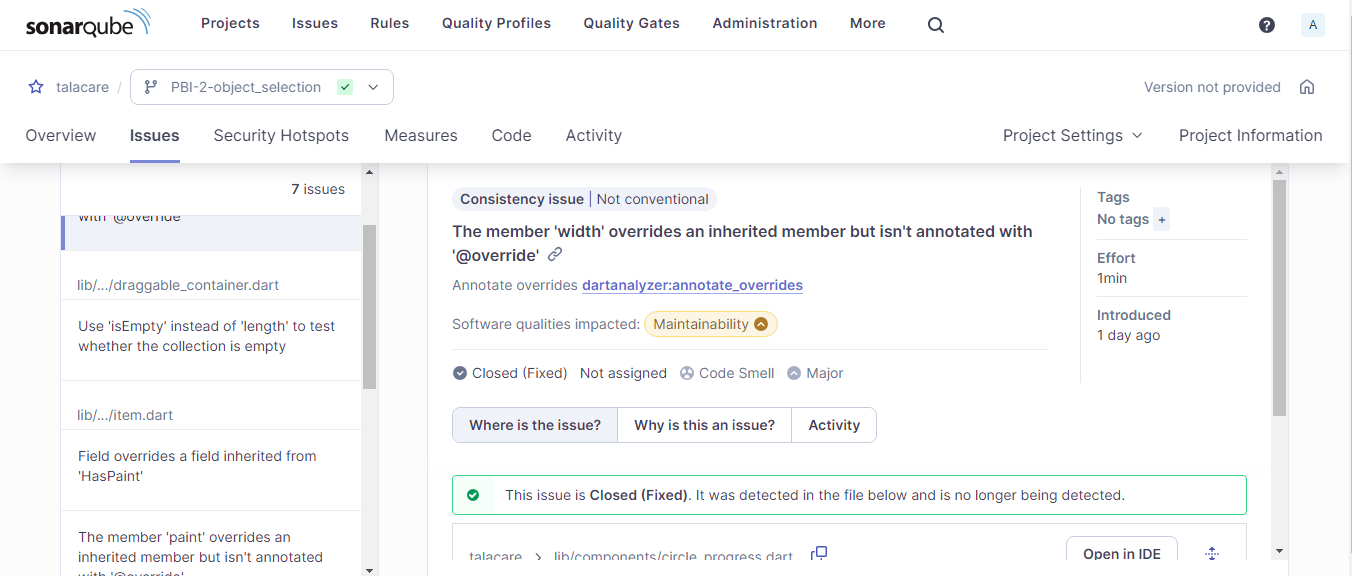 sonarqube Projects Issues Rules Quality Profiles Quality Gates Administration More ? A
talacare / PBI-2-object_selection Version not provided
Overview Issues Security Hotspots Measures Code Activity Project Settings Project Information
7 issues
with '@override'
lib/.../draggable_container.dart
Use 'isEmpty' instead of 'length' to test
whether the collection is empty
lib/.../item.dart
Field overrides a field inherited from
'HasPaint'
The member 'paint' overrides an
inherited member but isn't annotated
with '@override'
Consistency issue | Not conventional
The member 'width' overrides an inherited member but isn't annotated with
'@override'
Annotate overrides dartanalyzer:annotate_overrides
Software qualities impacted: Maintainability
Closed (Fixed) Not assigned Code Smell Major
Where is the issue? Why is this an issue? Activity
This issue is Closed (Fixed). It was detected in the file below and is no longer being detected.
talacare > lib/components/circle_progress.dart Open in IDE
Tags
No tags +
Effort
1min
Introduced
1 day ago